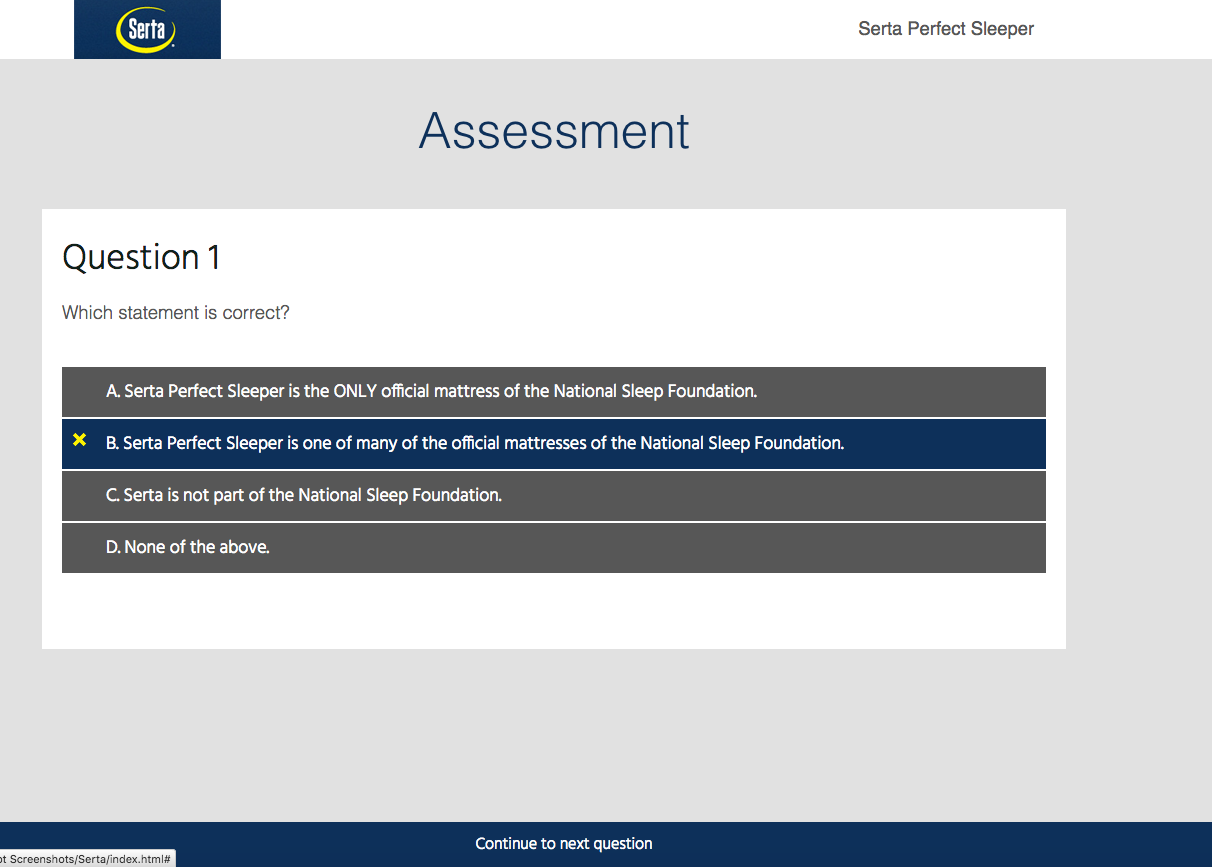 Serta
Serta Perfect Sleeper
Assessment
Question 1
Which statement is correct?
A. Serta Perfect Sleeper is the ONLY official mattress of the National Sleep Foundation.
B. Serta Perfect Sleeper is one of many of the official mattresses of the National Sleep Foundation.
C. Serta is not part of the National Sleep Foundation.
D. None of the above.
Continue to next question
ot Screenshots/Serta/index.html#